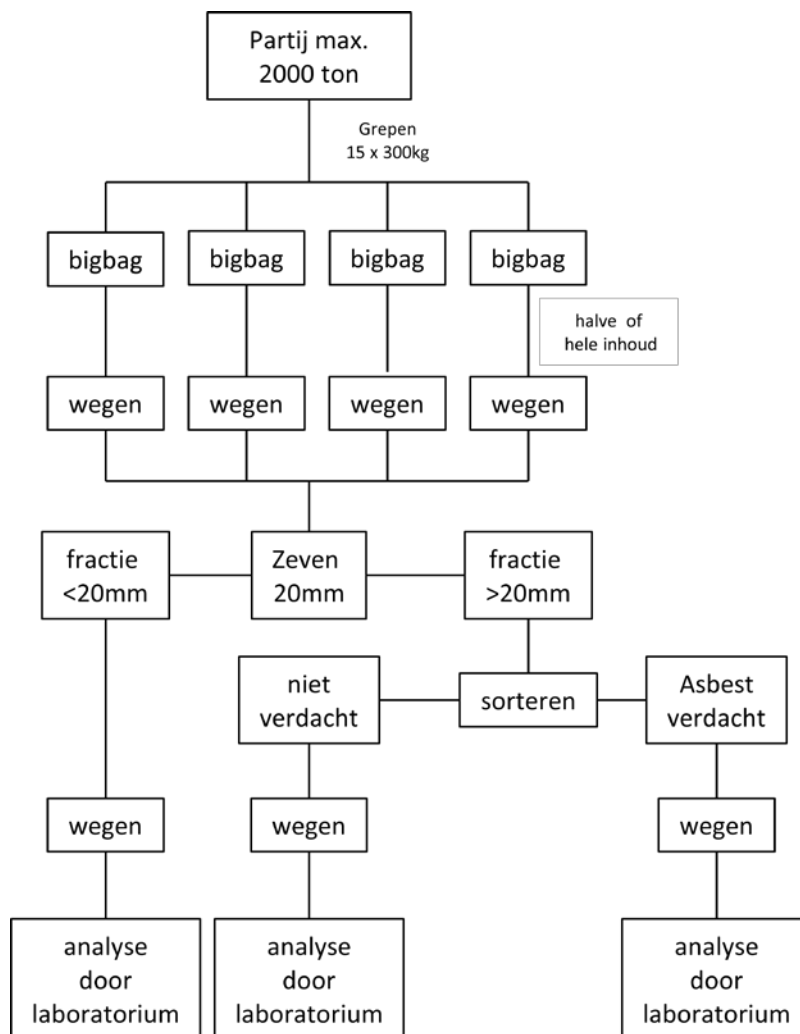 Partij max.
2000 ton
Grepen
15 x 300kg
bigbag
bigbag
bigbag
bigbag
halve of
hele inhoud
wegen
wegen
wegen
wegen
fractie
<20mm
Zeven
20mm
fractie
>20mm
niet
verdacht
sorteren
Asbest
verdacht
wegen
wegen
wegen
analyse
door
laboratorium
analyse
door
laboratorium
analyse
door
laboratorium